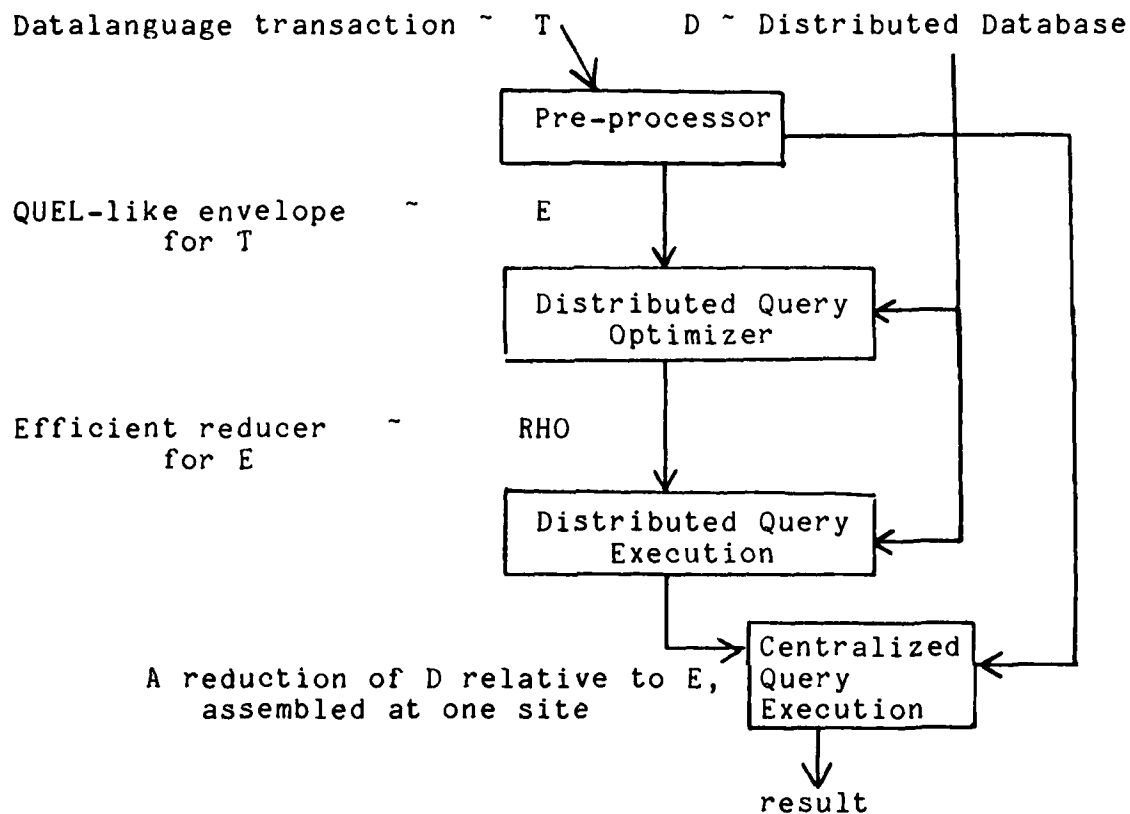 Datalanguage transaction ~ T D ~ Distributed Database
Pre-processor
QUEL-like envelope ~ E
for T
Distributed Query
Optimizer
Efficient reducer ~ RHO
for E
Distributed Query
Execution
A reduction of D relative to E,
assembled at one site
Centralized
Query
Execution
result